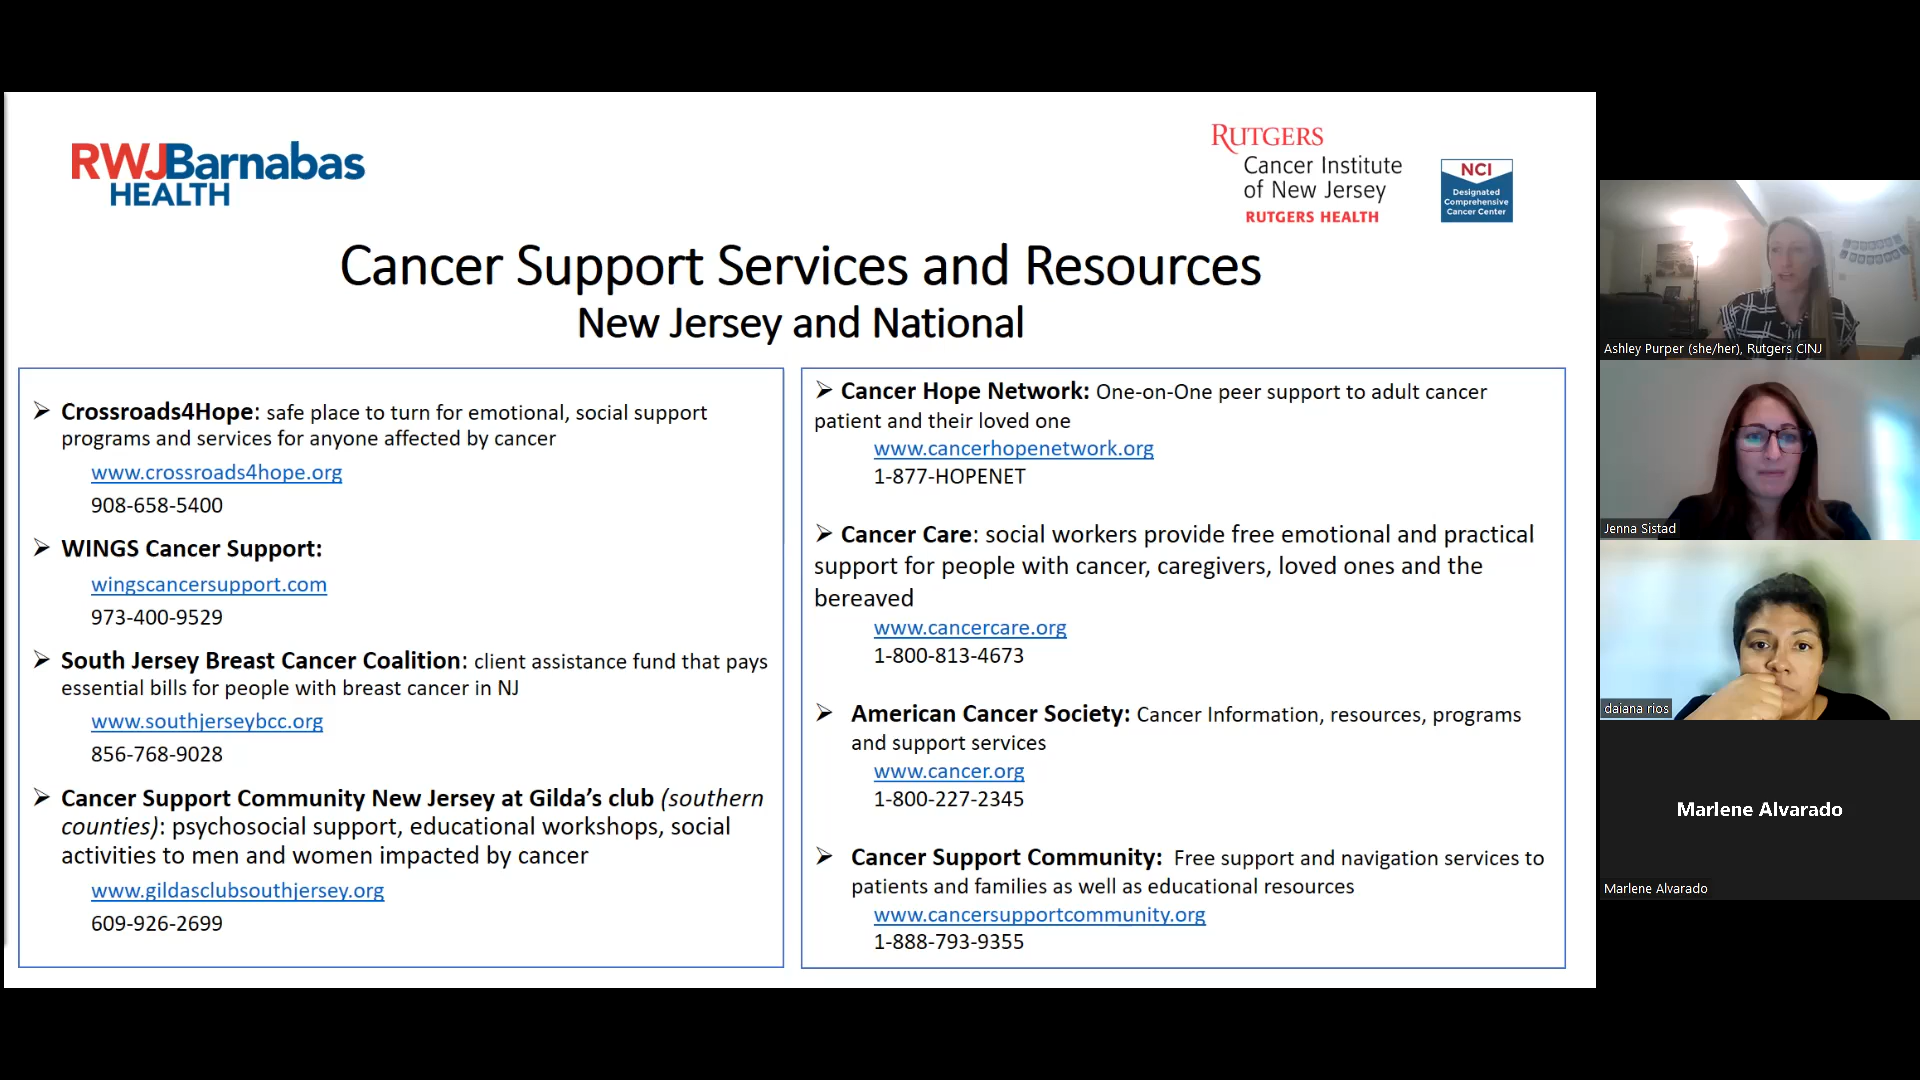 RWJBarnabas
HEALTH
RUTGERS
Cancer Institute
of New Jersey
RUTGERS HEALTH
NCI
Designated
Comprehensive
Cancer Center
Cancer Support Services and Resources
New Jersey and National
➢ Crossroads4Hope: safe place to turn for emotional, social support
programs and services for anyone affected by cancer
www.crossroads4hope.org
908-658-5400
➢ WINGS Cancer Support:
wingscancersupport.com
973-400-9529
➢ South Jersey Breast Cancer Coalition: client assistance fund that pays
essential bills for people with breast cancer in NJ
www.southjerseybcc.org
856-768-9028
➢ Cancer Support Community New Jersey at Gilda’s club (southern
counties): psychosocial support, educational workshops, social
activities to men and women impacted by cancer
www.gildasclubsouthjersey.org
609-926-2699
➢ Cancer Hope Network: One-on-One peer support to adult cancer
patient and their loved one
www.cancerhopenetwork.org
1-877-HOPENET
➢ Cancer Care: social workers provide free emotional and practical
support for people with cancer, caregivers, loved ones and the
bereaved
www.cancercare.org
1-800-813-4673
➢ American Cancer Society: Cancer Information, resources, programs
and support services
www.cancer.org
1-800-227-2345
➢ Cancer Support Community: Free support and navigation services to
patients and families as well as educational resources
www.cancersupportcommunity.org
1-888-793-9355
Ashley Purper (she/her), Rutgers CINJ
Jenna Sistad
daiana rios
Marlene Alvarado
Marlene Alvarado